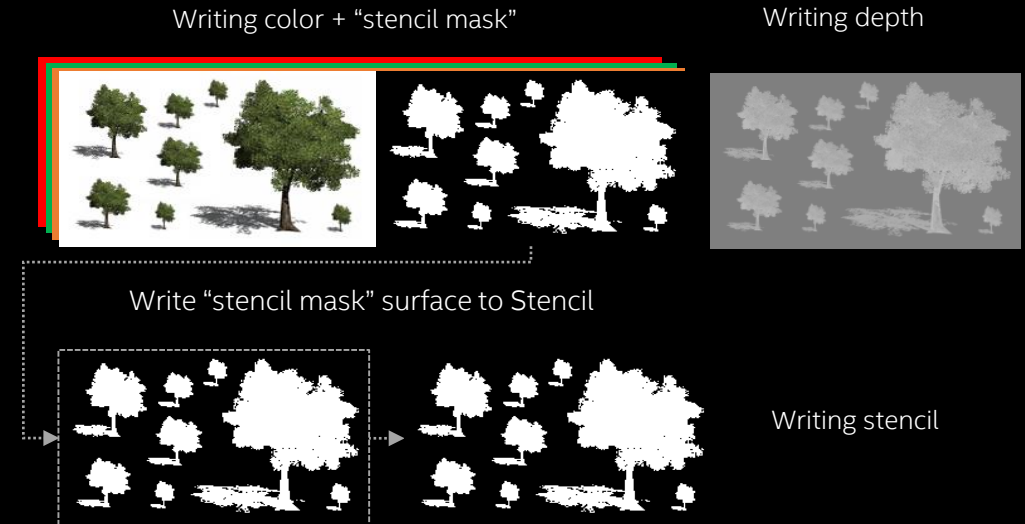 Writing color + “stencil mask”
Writing depth
Write “stencil mask” surface to Stencil
Writing stencil